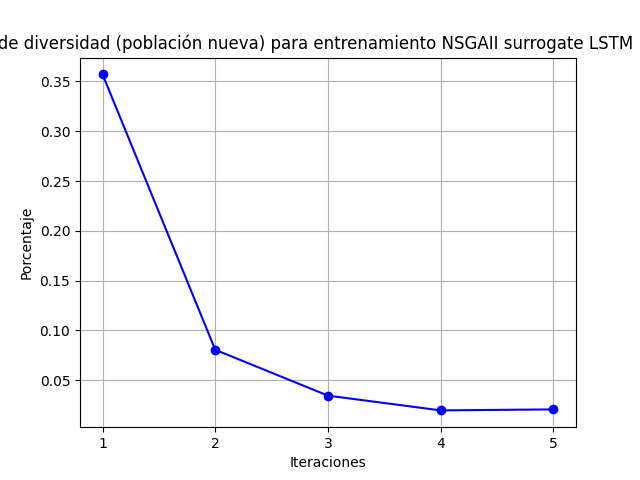 de diversidad (población nueva) para entrenamiento NSGAII surrogate LSTM
0.35
0.30
0.25
0.20
0.15
0.10
0.05
Porcentaje
1 2 3 4 5
Iteraciones